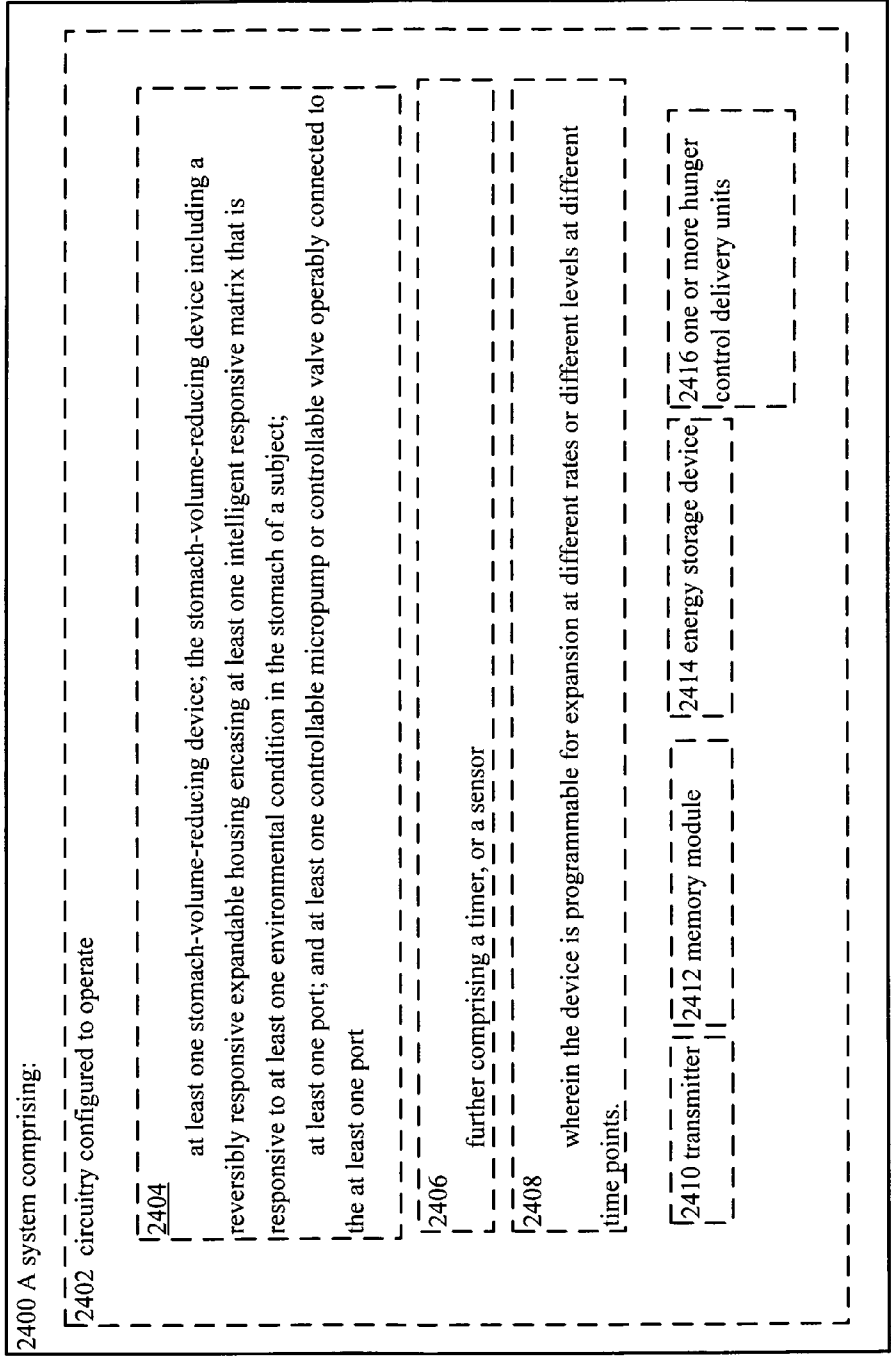 2400 A system comprising:
2402 circuitry configured to operate
2404
at least one stomach-volume-reducing device; the stomach-volume-reducing device including a
reversibly responsive expandable housing encasing at least one intelligent responsive matrix that is
responsive to at least one environmental condition in the stomach of a subject;
at least one port; and at least one controllable micropump or controllable valve operably connected to
the at least one port
2406
further comprising a timer, or a sensor
2408
wherein the device is programmable for expansion at different rates or different levels at different
time points.
2410 transmitter
2412 memory module
2414 energy storage device
2416 one or more hunger
control delivery units